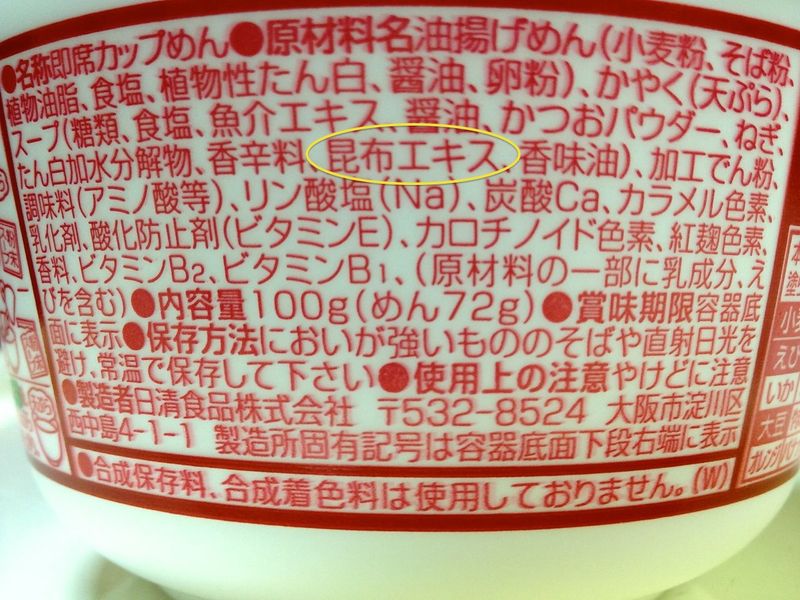 ●名称即席カップめん●原材料名油揚げめん(小麦粉、そば粉、
植物油脂、食塩、植物性たん白、醤油、卵粉)、かやく(天ぷら)、
スープ(糖類、食塩、魚介エキス、醤油、かつおパウダー、ねぎ、
たん白加水分解物、香辛料、昆布エキス、香味油)、加工でん粉、
調味料(アミノ酸等)、リン酸塩(Na)、炭酸Ca、カラメル色素、
乳化剤、酸化防止剤(ビタミンE)、カロチノイド色素、紅麹色素、
香料、ビタミンB2、ビタミンB1、(原材料の一部に乳成分、え
びを含む)●内容量100g(めん72g)●賞味期限容器底
面に表示●保存方法においが強いもののそばや直射日光を
避け、常温で保存して下さい●使用上の注意やけどに注意
●製造者日清食品株式会社 〒532-8524 大阪市淀川区
西中島4-1-1 製造所固有記号は容器底面下段右端に表示
●合成保存料、合成着色料は使用しておりません。(W)
本
塗
小
えび
いか
大豆
オレンジ